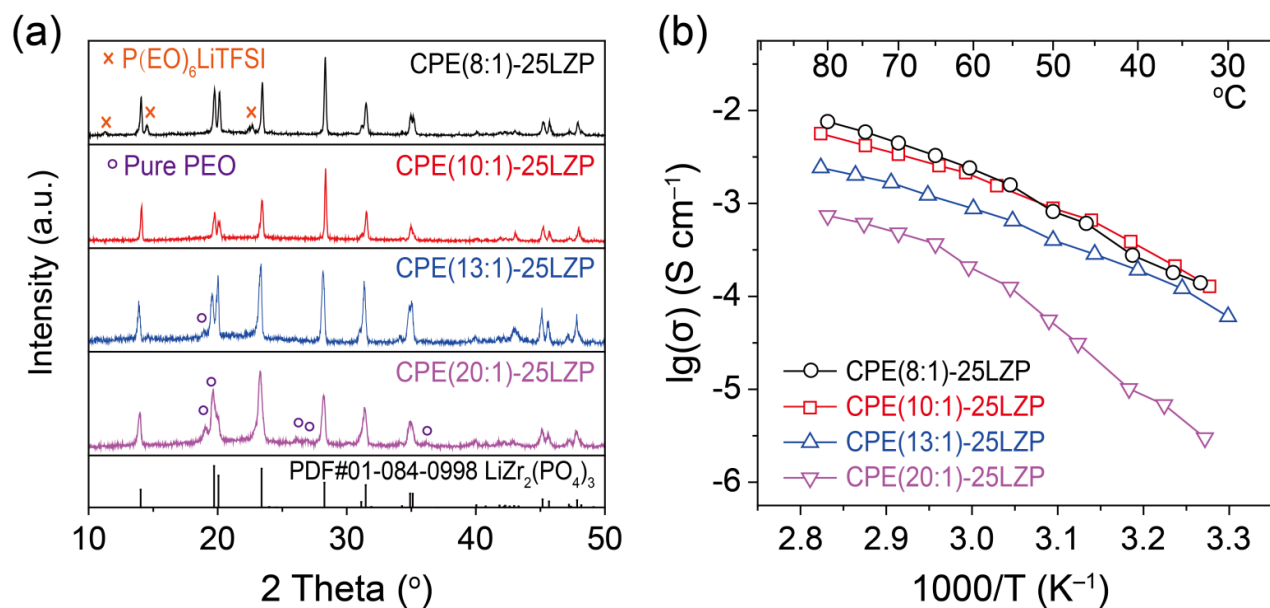 (a)
× P(EO)₆LiTFSI
CPE(8:1)-25LZP
○ Pure PEO
CPE(10:1)-25LZP
CPE(13:1)-25LZP
CPE(20:1)-25LZP
PDF#01-084-0998 LiZr₂(PO₄)₃
Intensity (a.u.)
10 20 30 40 50
2 Theta (°)
(b)
80 70 60 50 40 30
°C
-2
-3
-4
-5
-6
lg(σ) (S cm⁻¹)
CPE(8:1)-25LZP
CPE(10:1)-25LZP
CPE(13:1)-25LZP
CPE(20:1)-25LZP
2.8 2.9 3.0 3.1 3.2 3.3
1000/T (K⁻¹)